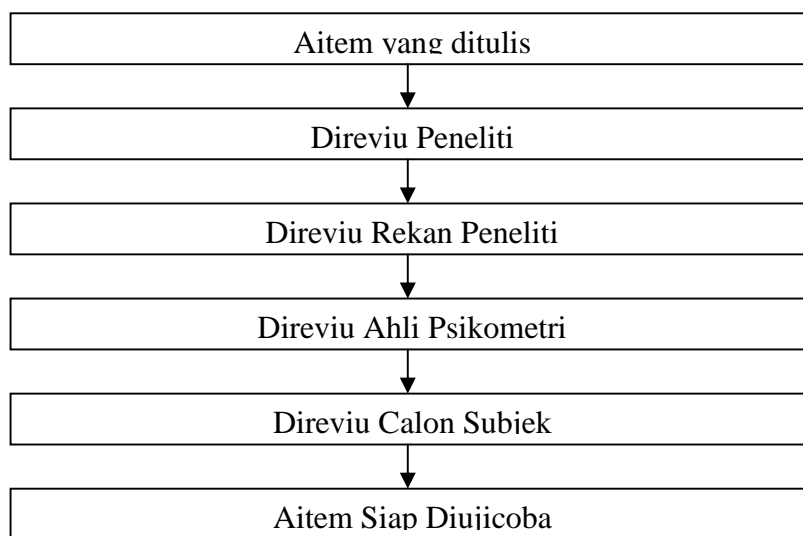 Aitem yang ditulis
Direviu Peneliti
Direviu Rekan Peneliti
Direviu Ahli Psikometri
Direviu Calon Subjek
Aitem Siap Diujicoba